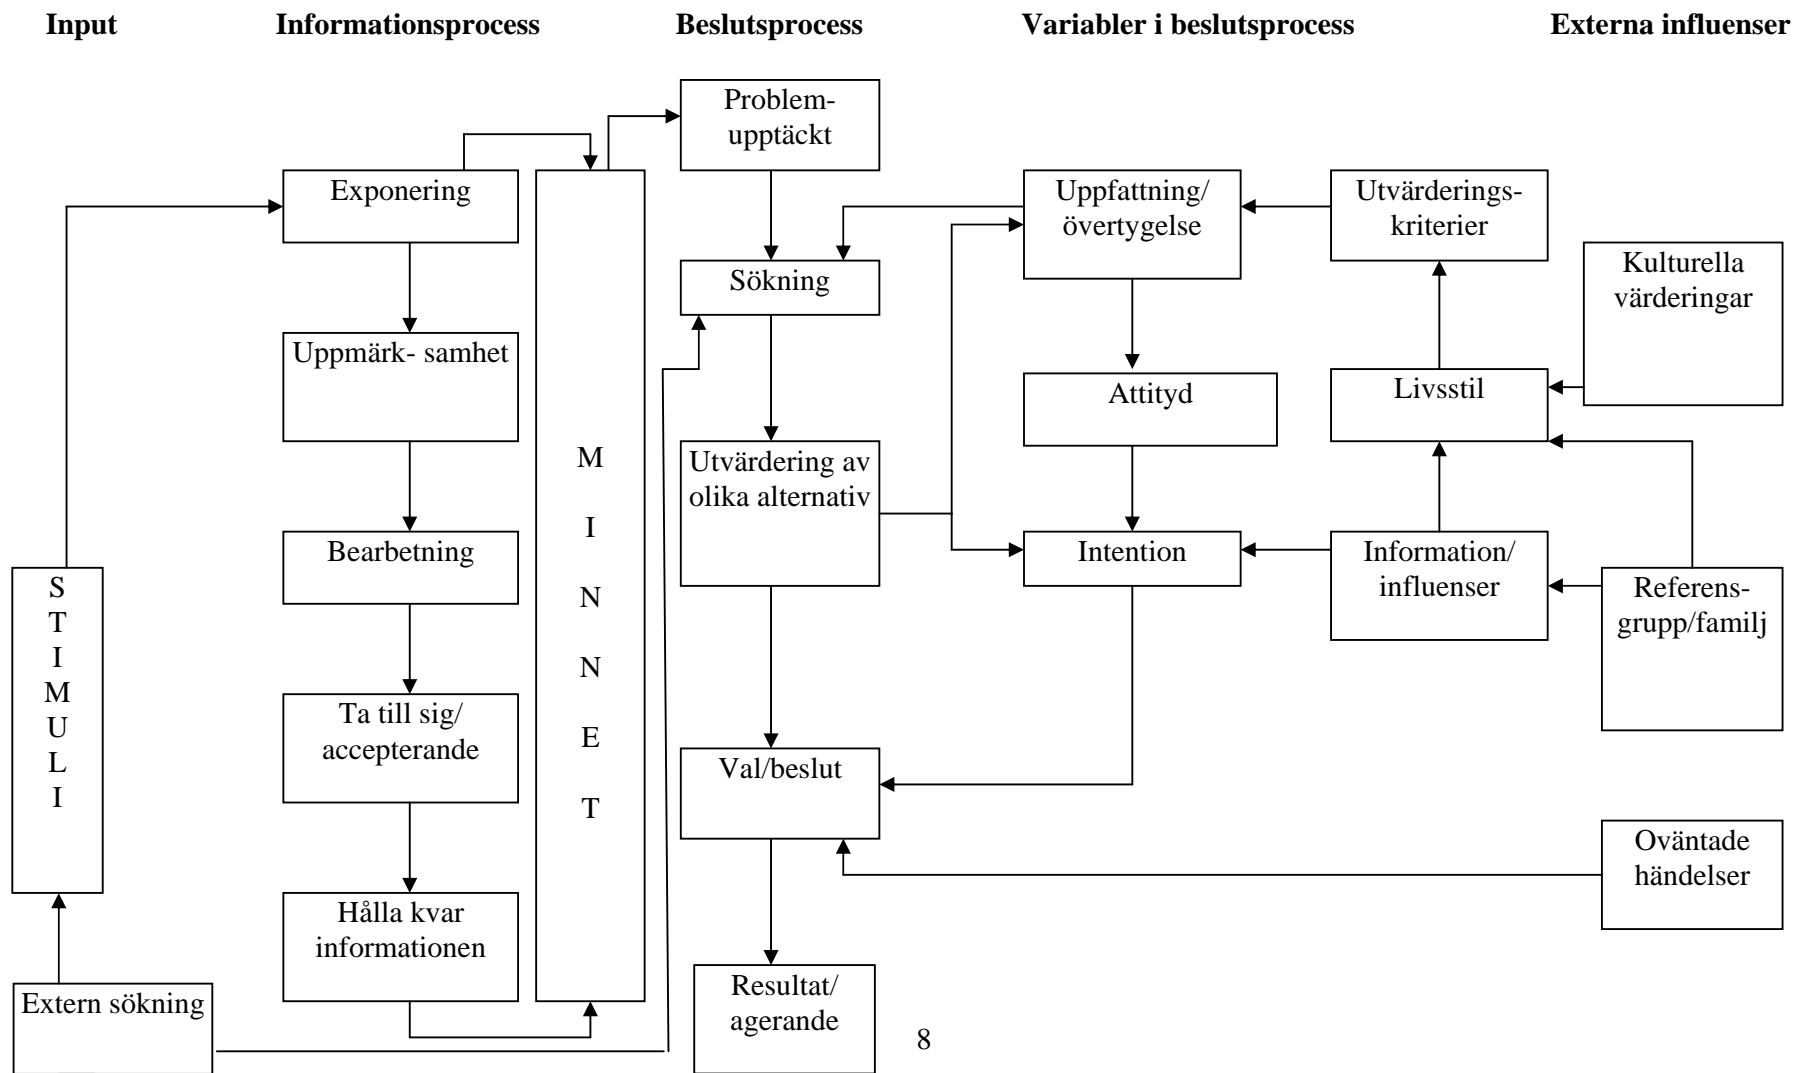 Input
Informationsprocess
Beslutsprocess
Variabler i beslutsprocess
Externa influenser
S
T
I
M
U
L
I
Extern sökning
Exponering
Uppmärk- samhet
Bearbetning
Ta till sig/
accepterande
Hålla kvar
informationen
M
I
N
N
E
T
Problem-
upptäckt
Sökning
Utvärdering av
olika alternativ
Val/beslut
Resultat/
agerande
Uppfattning/
övertygelse
Attityd
Intention
Utvärderings-
kriterier
Livsstil
Information/
influenser
Kulturella
värderingar
Referens-
grupp/familj
Oväntade
händelser
8